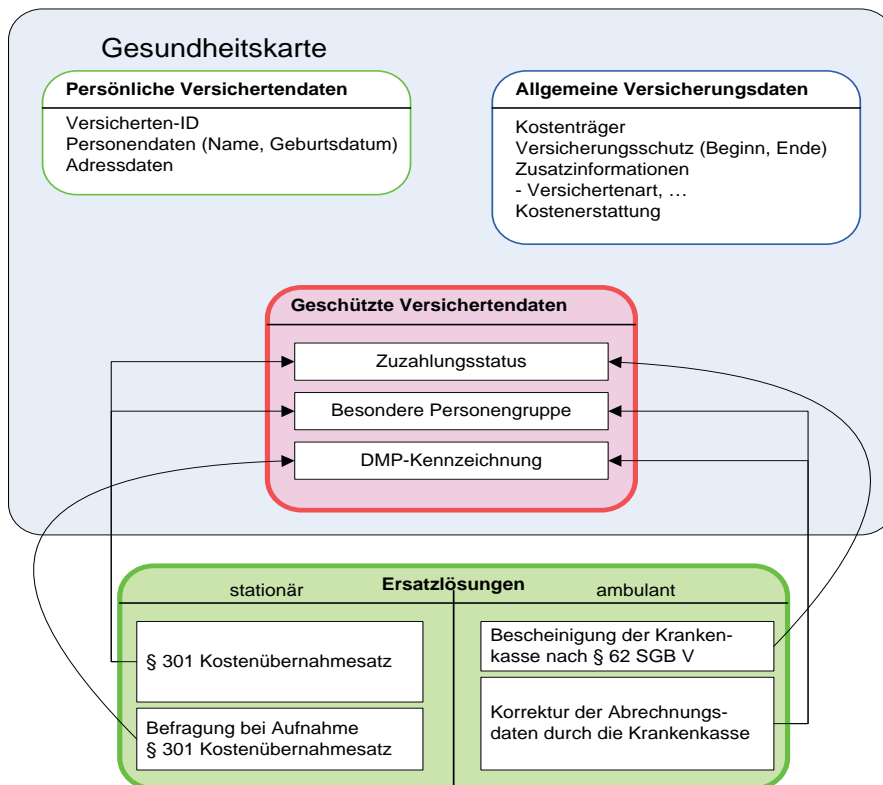 Gesundheitskarte
Persönliche Versichertendaten
Versicherten-ID
Personendaten (Name, Geburtsdatum)
Adressdaten
Allgemeine Versicherungsdaten
Kostenträger
Versicherungsschutz (Beginn, Ende)
Zusatzinformationen
- Versichertenart, …
Kostenerstattung
Geschützte Versichertendaten
Zuzahlungsstatus
Besondere Personengruppe
DMP-Kennzeichnung
Ersatzlösungen
stationär
§ 301 Kostenübernahmesatz
Befragung bei Aufnahme
§ 301 Kostenübernahmesatz
ambulant
Bescheinigung der Kranken-
kasse nach § 62 SGB V
Korrektur der Abrechnungs-
daten durch die Krankenkasse